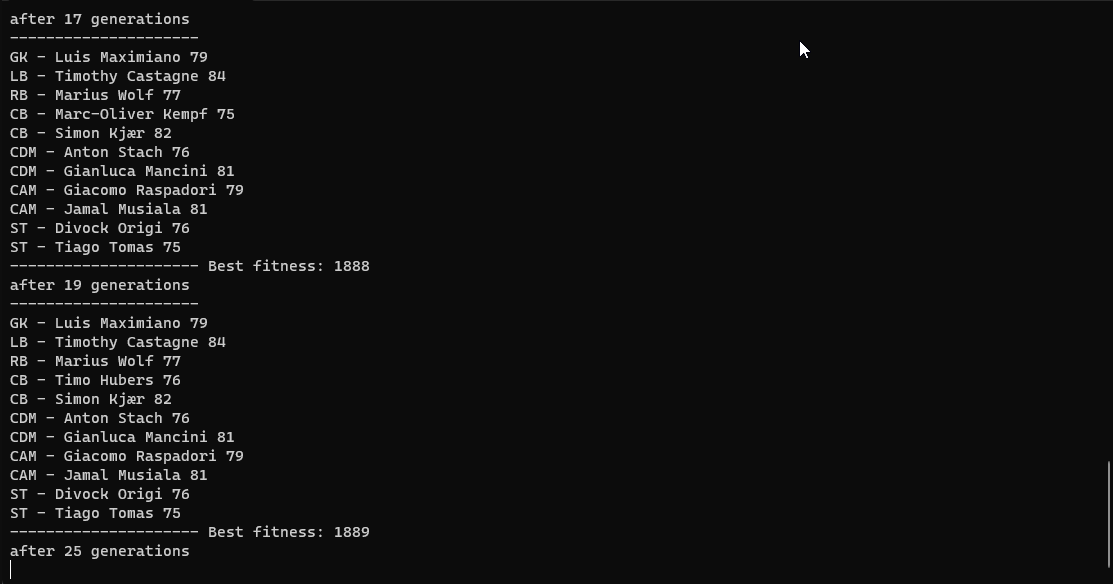 after 17 generations
---------------------
GK - Luis Maximiano 79
LB - Timothy Castagne 84
RB - Marius Wolf 77
CB - Marc-Oliver Kempf 75
CB - Simon Kjær 82
CDM - Anton Stach 76
CDM - Gianluca Mancini 81
CAM - Giacomo Raspadori 79
CAM - Jamal Musiala 81
ST - Divock Origi 76
ST - Tiago Tomas 75
--------------------- Best fitness: 1888
after 19 generations
---------------------
GK - Luis Maximiano 79
LB - Timothy Castagne 84
RB - Marius Wolf 77
CB - Timo Hubers 76
CB - Simon Kjær 82
CDM - Anton Stach 76
CDM - Gianluca Mancini 81
CAM - Giacomo Raspadori 79
CAM - Jamal Musiala 81
ST - Divock Origi 76
ST - Tiago Tomas 75
--------------------- Best fitness: 1889
after 25 generations